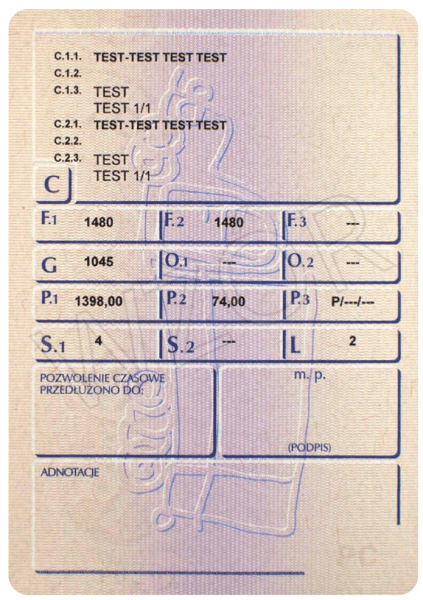 C.1.1. TEST-TEST TEST TEST
C.1.2.
C.1.3. TEST
TEST 1/1
C.2.1. TEST-TEST TEST TEST
C.2.2.
C.2.3. TEST
TEST 1/1
C
F.1 1480 F.2 1480 F.3 ---
G 1045 O.1 --- O.2 ---
P.1 1398,00 P.2 74,00 P.3 P/---/---
S.1 4 S.2 --- L 2
POZWOLENIE CZASOWE
PRZEDŁUŻONO DO:
m. p.
(PODPIS)
ADNOTACJE
WZÓR
PC